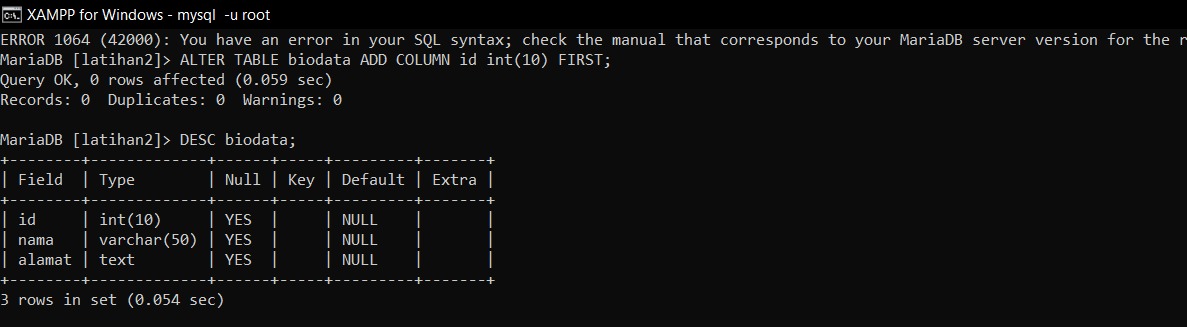 XAMPP for Windows - mysql  -u root
ERROR 1064 (42000): You have an error in your SQL syntax; check the manual that corresponds to your MariaDB server version for the r
MariaDB [latihan2]> ALTER TABLE biodata ADD COLUMN id int(10) FIRST;
Query OK, 0 rows affected (0.059 sec)
Records: 0  Duplicates: 0  Warnings: 0
MariaDB [latihan2]> DESC biodata;
+--------+-------------+------+-----+---------+-------+
| Field  | Type        | Null | Key | Default | Extra |
+--------+-------------+------+-----+---------+-------+
| id     | int(10)     | YES  |     | NULL    |       |
| nama   | varchar(50) | YES  |     | NULL    |       |
| alamat | text        | YES  |     | NULL    |       |
+--------+-------------+------+-----+---------+-------+
3 rows in set (0.054 sec)